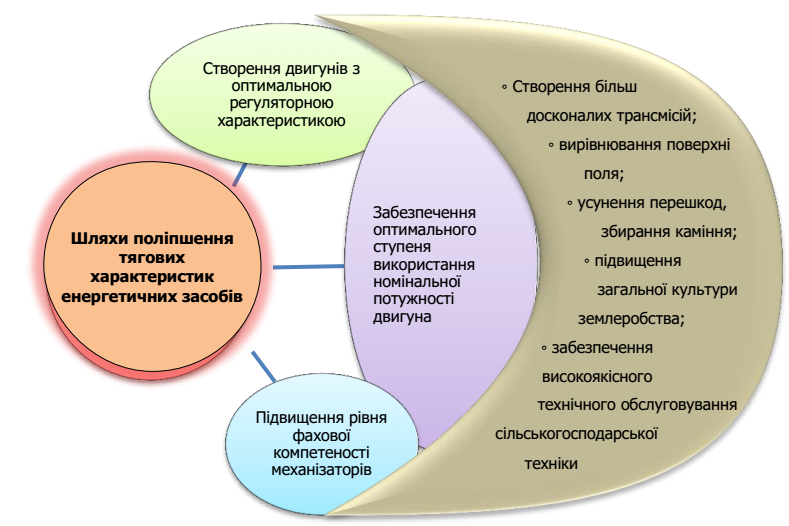 Створення двигунів з
оптимальною
регуляторною
характеристикою
Шляхи поліпшення
тягових
характеристик
енергетичних засобів
Забезпечення
оптимального
ступеня
використання
номінальної
потужності
двигуна
Підвищення рівня
фахової
компетеності
механізаторів
◦ Створення більш
досконалих трансмісій;
◦ вирівнювання поверхні
поля;
◦ усунення перешкод,
збирання каміння;
◦ підвищення
загальної культури
землеробства;
◦ забезпечення
високоякісного
технічного обслуговування
сільськогосподарської
техніки